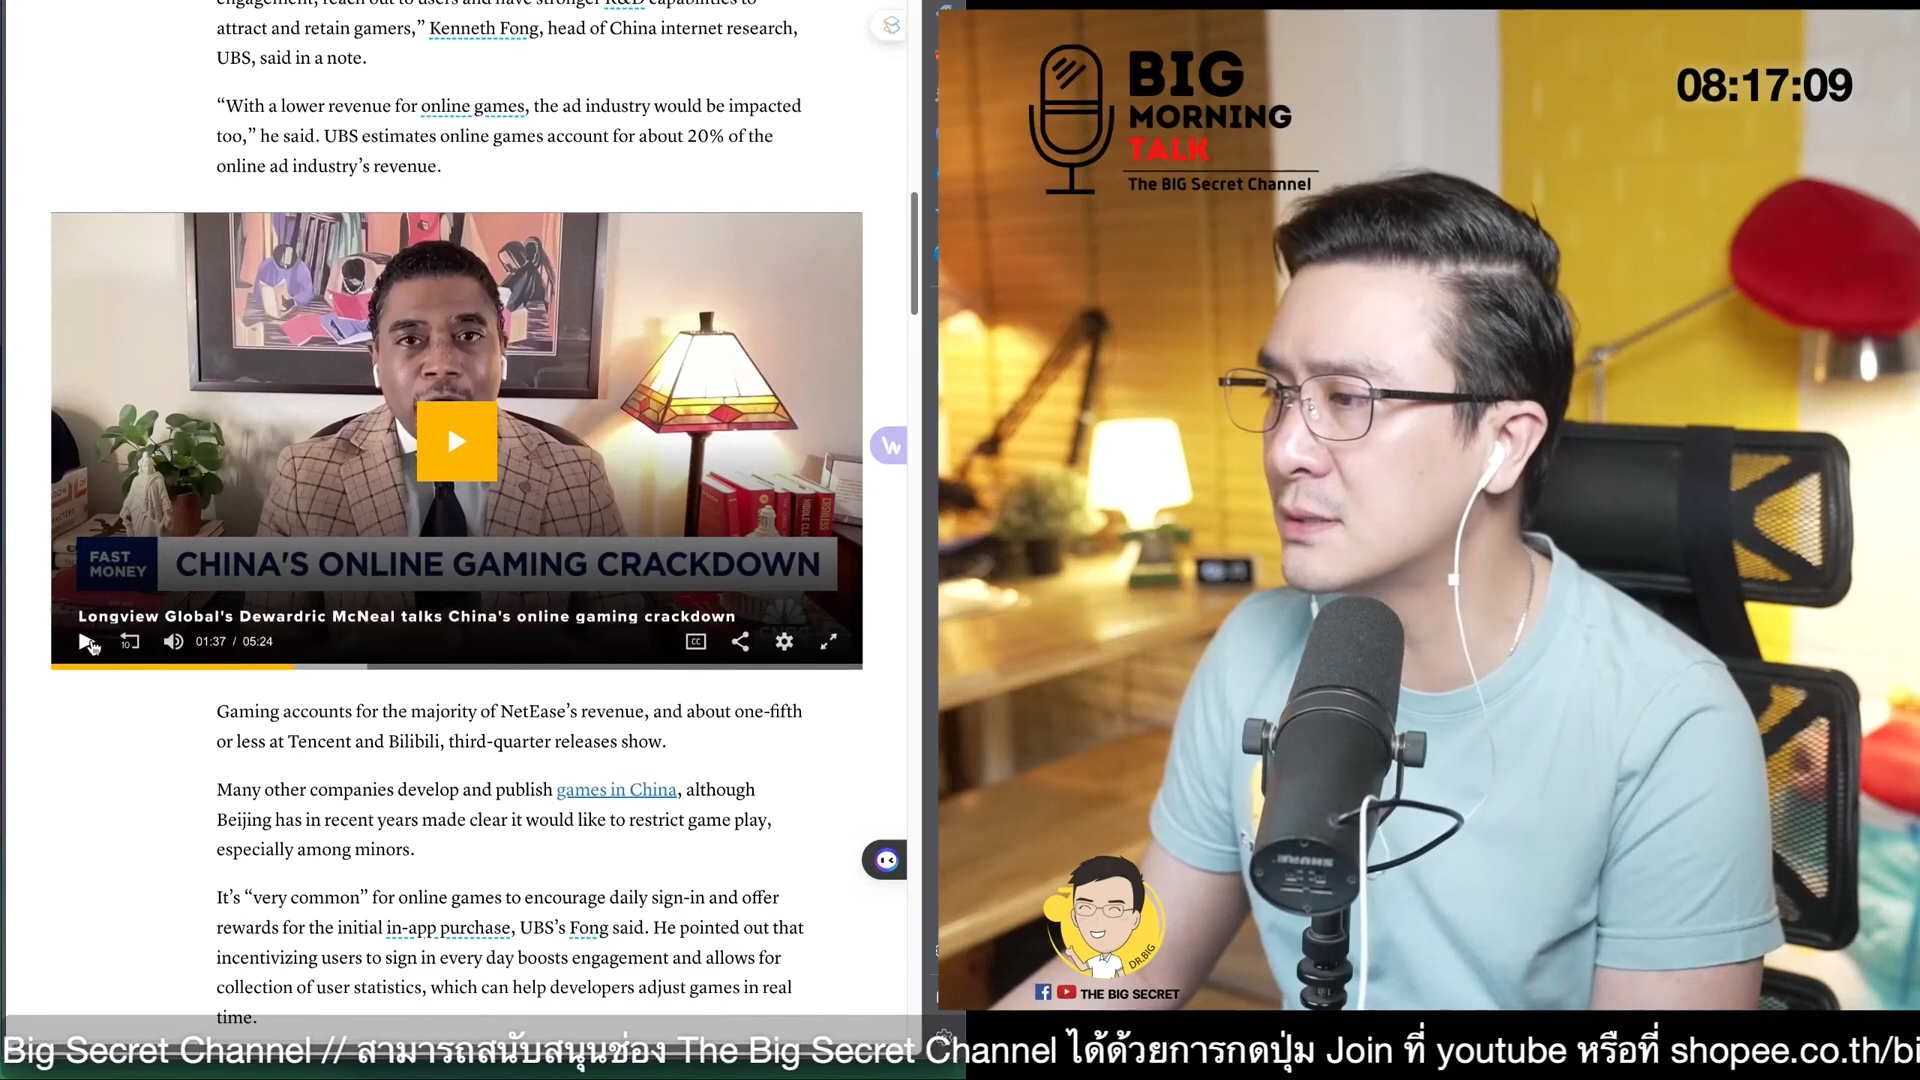 engagement, reach out to users and have stronger R&D capabilities to
attract and retain gamers,” Kenneth Fong, head of China internet research,
UBS, said in a note.
“With a lower revenue for online games, the ad industry would be impacted
too,” he said. UBS estimates online games account for about 20% of the
online ad industry’s revenue.
FAST
MONEY
CHINA'S ONLINE GAMING CRACKDOWN
Longview Global's Dewardric McNeal talks China's online gaming crackdown
10
01:37 / 05:24
CC
Gaming accounts for the majority of NetEase’s revenue, and about one-fifth
or less at Tencent and Bilibili, third-quarter releases show.
Many other companies develop and publish games in China, although
Beijing has in recent years made clear it would like to restrict game play,
especially among minors.
It’s “very common” for online games to encourage daily sign-in and offer
rewards for the initial in-app purchase, UBS’s Fong said. He pointed out that
incentivizing users to sign in every day boosts engagement and allows for
collection of user statistics, which can help developers adjust games in real
time.
W
BIG
MORNING
TALK
The BIG Secret Channel
08:17:09
SHURE
DR.BIG
THE BIG SECRET
Big Secret Channel // สามารถสนับสนุนช่อง The Big Secret Channel ได้ด้วยการกดปุ่ม Join ที่ youtube หรือที่ shopee.co.th/bi